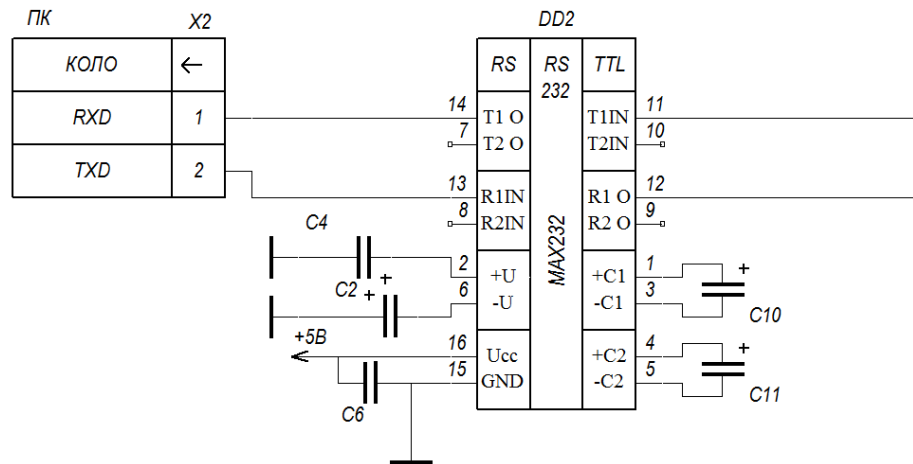 ПК X2 DD2
КОЛО ←
RXD 1
TXD 2
RS RS 232 TTL
MAX232
14 T1 O T1IN 11
7 T2 O T2IN 10
13 R1IN R1 O 12
8 R2IN R2 O 9
C4
2 +U +C1 1 +
C2 +
6 -U -C1 3
+
C10
+5В
16 Ucc +C2 4 +
15 GND -C2 5
C6
C11